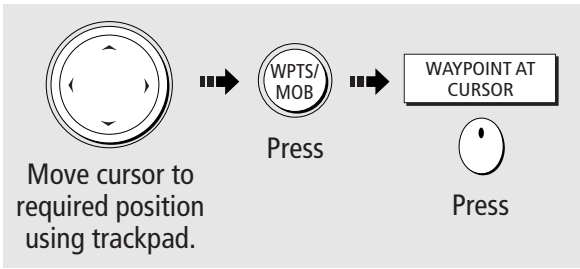 WPTS/
MOB
WAYPOINT AT
CURSOR
Press
Move cursor to
required position
using trackpad.
Press